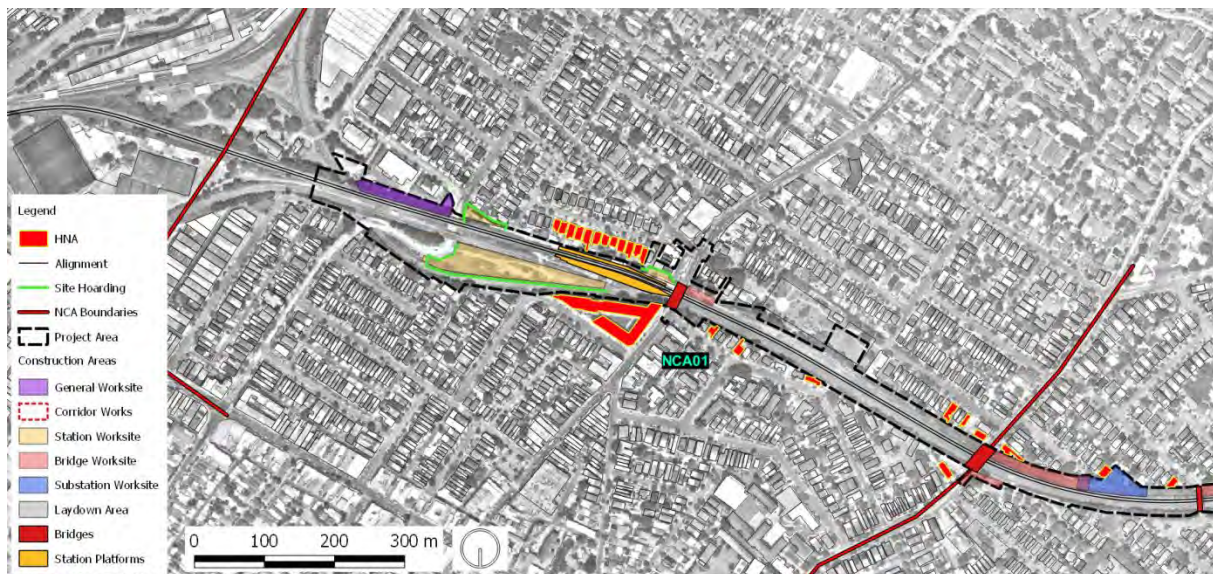 Legend
HNA
Alignment
Site Hoarding
NCA Boundaries
Project Area
Construction Areas
General Worksite
Corridor Works
Station Worksite
Bridge Worksite
Substation Worksite
Laydown Area
Bridges
Station Platforms
NCA01
0 100 200 300 m